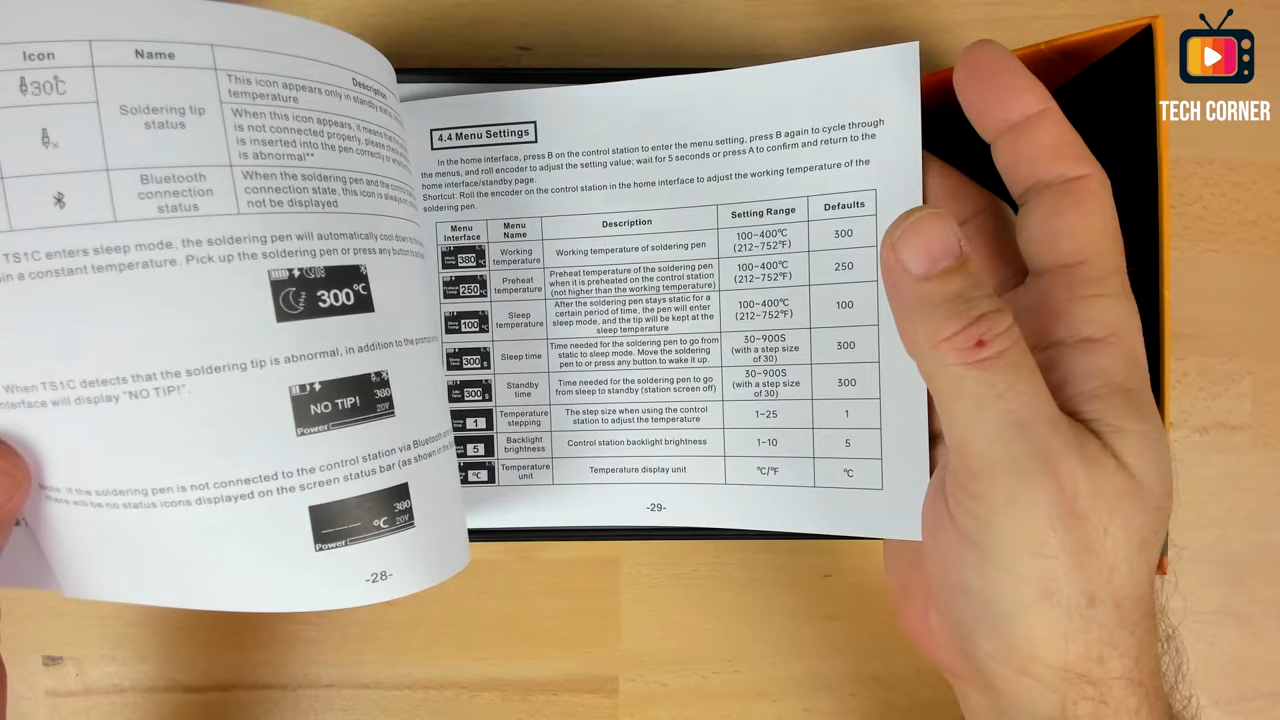 Icon Name Description
30℃
Soldering tip
status
This icon appears only in standby
temperature
When this icon appears, it means
is not connected properly, please
is inserted into the pen correctly or
is abnormal**
Bluetooth
connection
status
When the soldering pen and the
connection state, this icon is
not be displayed
TS1C enters sleep mode, the soldering pen will automatically cool down
in a constant temperature. Pick up the soldering pen or press any button
300℃
When TS1C detects that the soldering tip is abnormal, in addition to the
interface will display "NO TIP!".
NO TIP! 380
20V
Power
Note: If the soldering pen is not connected to the control station via Bluetooth
there will be no status icons displayed on the screen status bar (as shown in the
380
℃ 20V
Power
-28-
4.4 Menu Settings
In the home interface, press B on the control station to enter the menu setting, press B again to cycle through
the menus, and roll encoder to adjust the setting value; wait for 5 seconds or press A to confirm and return to the
home interface/standby page.
Shortcut: Roll the encoder on the control station in the home interface to adjust the working temperature of the
soldering pen.
Menu
Interface
Menu
Name
Description
Setting Range
Defaults
Work
Temp 380 ℃
Working
temperature
Working temperature of soldering pen
100~400℃
(212~752℉)
300
Preheat
Temp 250 ℃
Preheat
temperature
Preheat temperature of the soldering pen
when it is preheated on the control station
(not higher than the working temperature)
100~400℃
(212~752℉)
250
Sleep
Temp 100 ℃
Sleep
temperature
After the soldering pen stays static for a
certain period of time, the pen will enter
sleep mode, and the tip will be kept at the
sleep temperature
100~400℃
(212~752℉)
100
Sleep
Time 300 s
Sleep time
Time needed for the soldering pen to go from
static to sleep mode. Move the soldering
pen to or press any button to wake it up.
30~900S
(with a step size
of 30)
300
300 s
Standby
time
Time needed for the soldering pen to go
from sleep to standby (station screen off)
30~900S
(with a step size
of 30)
300
Temp
Step 1
Temperature
stepping
The step size when using the control
station to adjust the temperature
1~25
1
5
Backlight
brightness
Control station backlight brightness
1~10
5
℃
Temperature
unit
Temperature display unit
℃/℉
℃
-29-
TECH CORNER